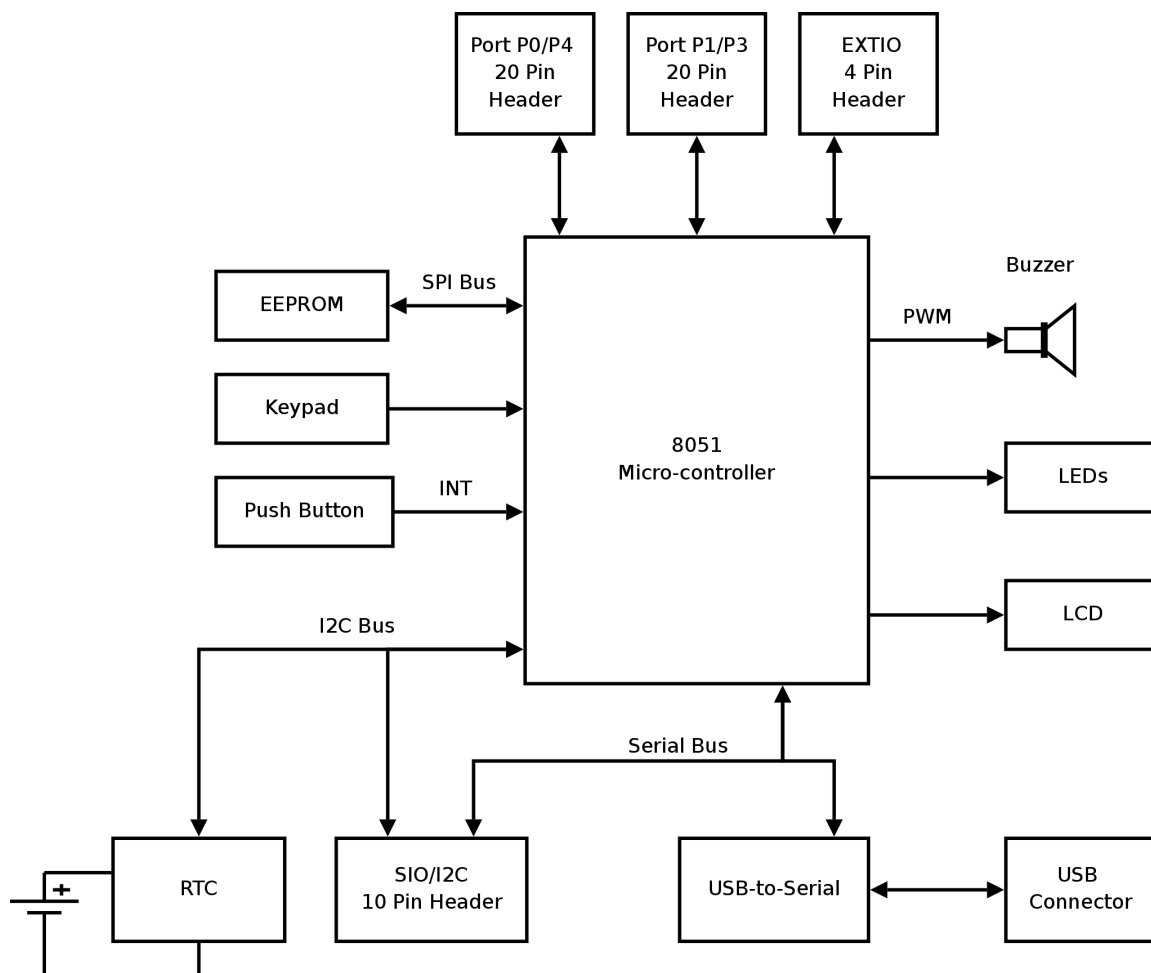 Port P0/P4
20 Pin
Header
Port P1/P3
20 Pin
Header
EXTIO
4 Pin
Header
EEPROM
SPI Bus
Buzzer
PWM
Keypad
8051
Micro-controller
Push Button
INT
LEDs
I2C Bus
LCD
Serial Bus
+
RTC
SIO/I2C
10 Pin Header
USB-to-Serial
USB
Connector